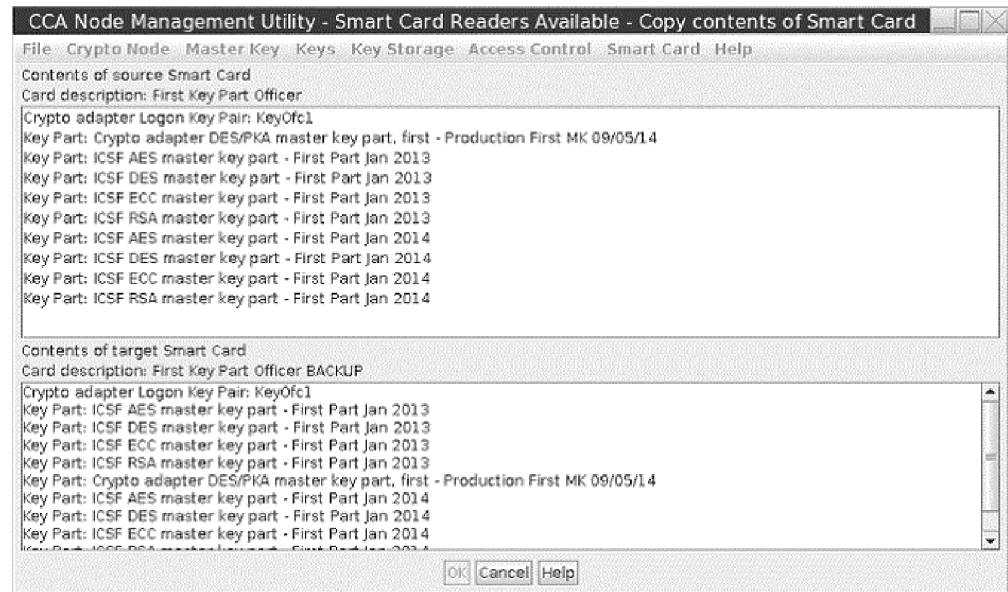 CCA Node Management Utility - Smart Card Readers Available - Copy contents of Smart Card
File Crypto Node Master Key Keys Key Storage Access Control Smart Card Help
Contents of source Smart Card
Card description: First Key Part Officer
Crypto adapter Logon Key Pair: KeyOfc1
Key Part: Crypto adapter DES/PKA master key part, first - Production First MK 09/05/14
Key Part: ICSF AES master key part - First Part Jan 2013
Key Part: ICSF DES master key part - First Part Jan 2013
Key Part: ICSF ECC master key part - First Part Jan 2013
Key Part: ICSF RSA master key part - First Part Jan 2013
Key Part: ICSF AES master key part - First Part Jan 2014
Key Part: ICSF DES master key part - First Part Jan 2014
Key Part: ICSF ECC master key part - First Part Jan 2014
Key Part: ICSF RSA master key part - First Part Jan 2014
Contents of target Smart Card
Card description: First Key Part Officer BACKUP
Crypto adapter Logon Key Pair: KeyOfc1
Key Part: ICSF AES master key part - First Part Jan 2013
Key Part: ICSF DES master key part - First Part Jan 2013
Key Part: ICSF ECC master key part - First Part Jan 2013
Key Part: ICSF RSA master key part - First Part Jan 2013
Key Part: Crypto adapter DES/PKA master key part, first - Production First MK 09/05/14
Key Part: ICSF AES master key part - First Part Jan 2014
Key Part: ICSF DES master key part - First Part Jan 2014
Key Part: ICSF ECC master key part - First Part Jan 2014
Key Part: ICSF RSA master key part - First Part Jan 2014
OK Cancel Help